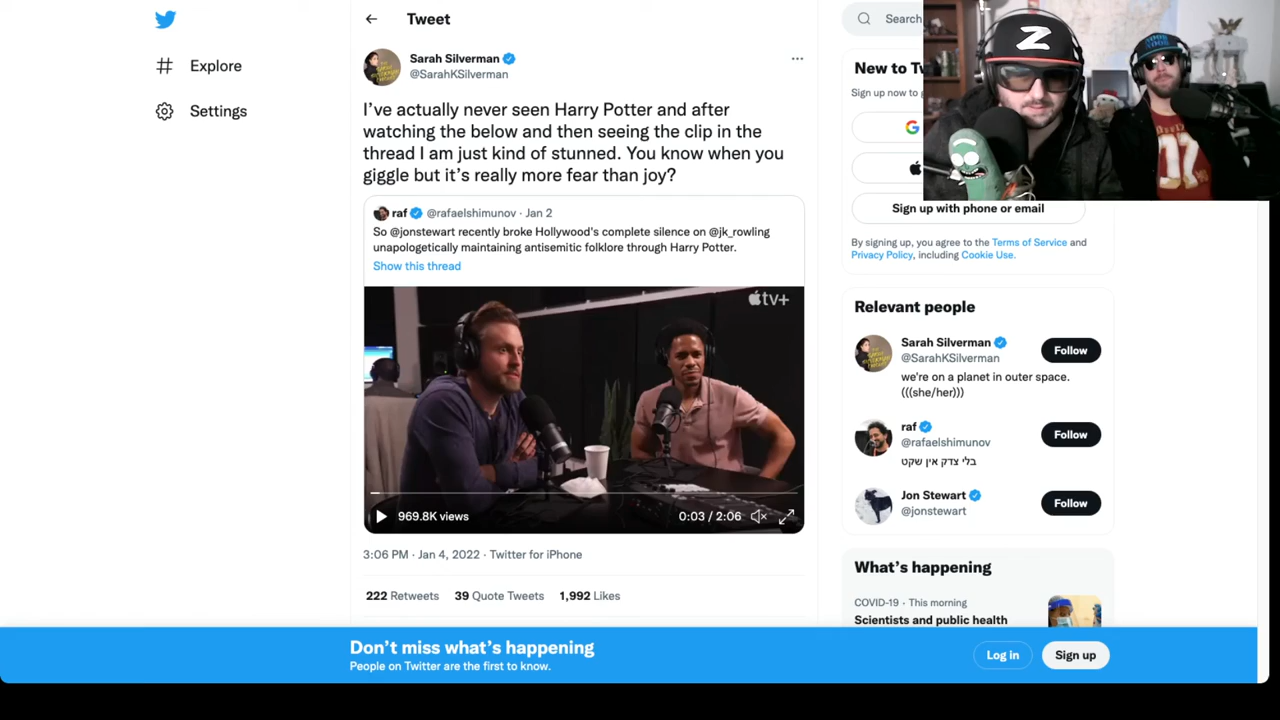 Tweet
Explore
Settings
Sarah Silverman
@SarahKSilverman
I've actually never seen Harry Potter and after
watching the below and then seeing the clip in the
thread I am just kind of stunned. You know when you
giggle but it's really more fear than joy?
raf @rafaelshimunov · Jan 2
So @jonstewart recently broke Hollywood's complete silence on @jk_rowling
unapologetically maintaining antisemitic folklore through Harry Potter.
Show this thread
tv+
969.8K views
0:03 / 2:06
3:06 PM · Jan 4, 2022 · Twitter for iPhone
222 Retweets 39 Quote Tweets 1,992 Likes
Search
New to Tw
Sign up now to g
Sign up with phone or email
By signing up, you agree to the Terms of Service and
Privacy Policy, including Cookie Use.
Relevant people
Sarah Silverman
@SarahKSilverman
Follow
we're on a planet in outer space.
(((she/her)))
raf
@rafaelshimunov
Follow
בלי צדק אין שקט
Jon Stewart
@jonstewart
Follow
What's happening
COVID-19 · This morning
Scientists and public health
Don't miss what's happening
People on Twitter are the first to know.
Log in
Sign up
Z